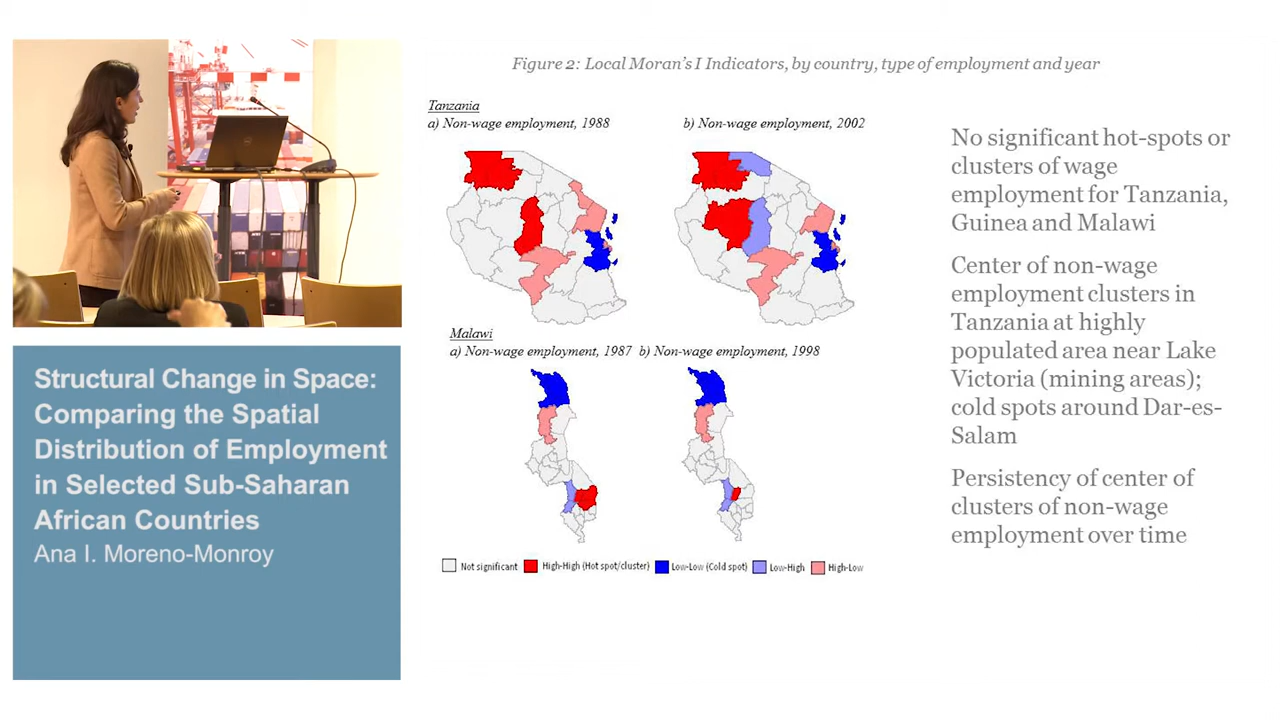 Figure 2: Local Moran's I Indicators, by country, type of employment and year
Tanzania
a) Non-wage employment, 1988
b) Non-wage employment, 2002
Malawi
a) Non-wage employment, 1987
b) Non-wage employment, 1998
Not significant
High-High (Hot spot/cluster)
Low-Low (Cold spot)
Low-High
High-Low
No significant hot-spots or
clusters of wage
employment for Tanzania,
Guinea and Malawi
Center of non-wage
employment clusters in
Tanzania at highly
populated area near Lake
Victoria (mining areas);
cold spots around Dar-es-
Salam
Persistency of center of
clusters of non-wage
employment over time
Structural Change in Space:
Comparing the Spatial
Distribution of Employment
in Selected Sub-Saharan
African Countries
Ana I. Moreno-Monroy